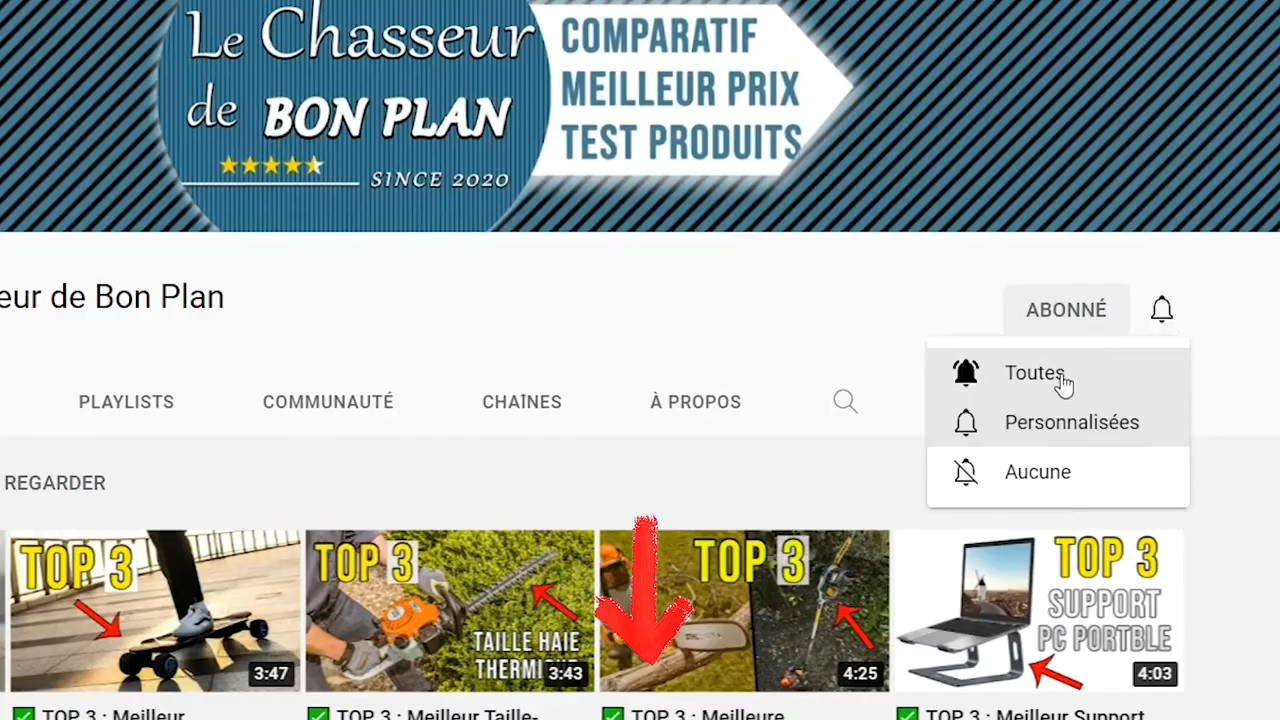 Le Chasseur
de BON PLAN
SINCE 2020
COMPARATIF
MEILLEUR PRIX
TEST PRODUITS
eur de Bon Plan
ABONNÉ
Toutes
Personnalisées
Aucune
PLAYLISTS
COMMUNAUTÉ
CHAÎNES
À PROPOS
REGARDER
TOP 3
3:47
TOP 3
TAILLE HAIE
THERMIQUE
3:43
TOP 3
4:25
TOP 3
SUPPORT
PC PORTBLE
4:03
TOP 3 : Meilleur
TOP 3 : Meilleur Taille-
TOP 3 : Meilleure
TOP 3 : Meilleur Support